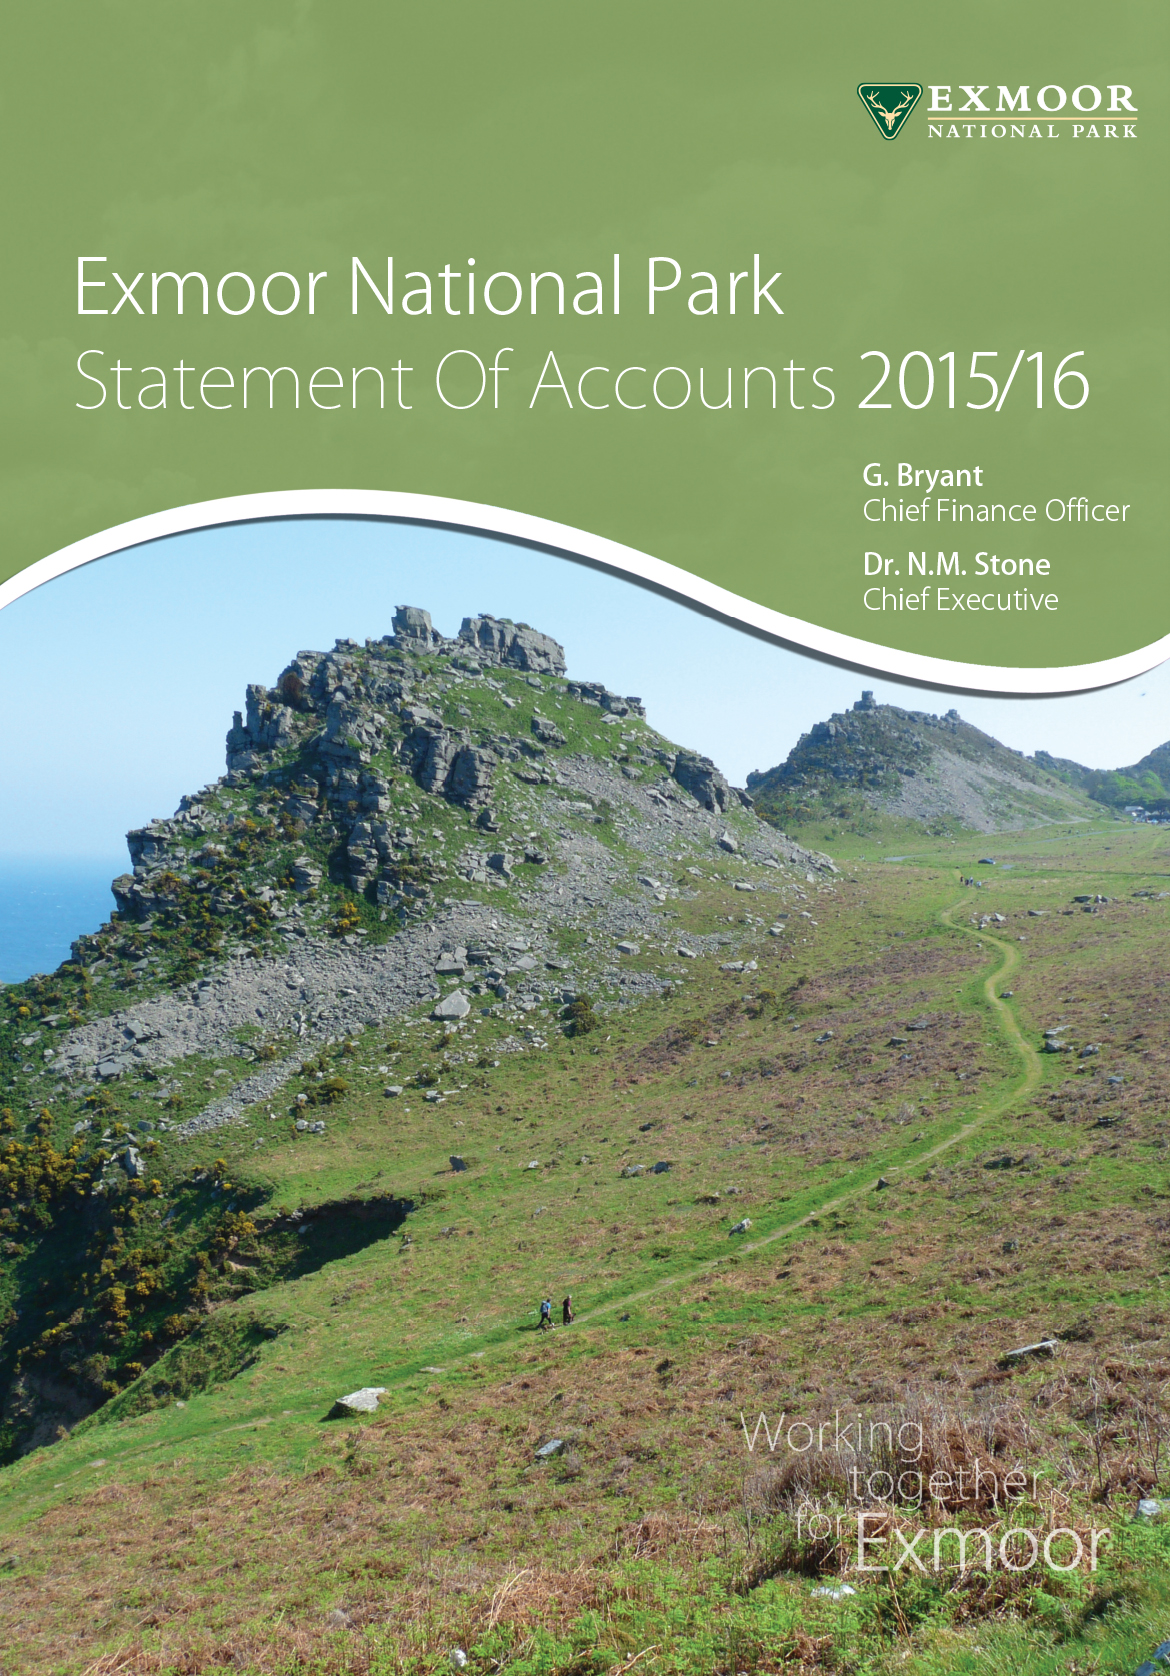 EXMOOR
NATIONAL PARK
Exmoor National Park
Statement Of Accounts 2015/16
G. Bryant
Chief Finance Officer
Dr. N.M. Stone
Chief Executive
Working
together
for Exmoor